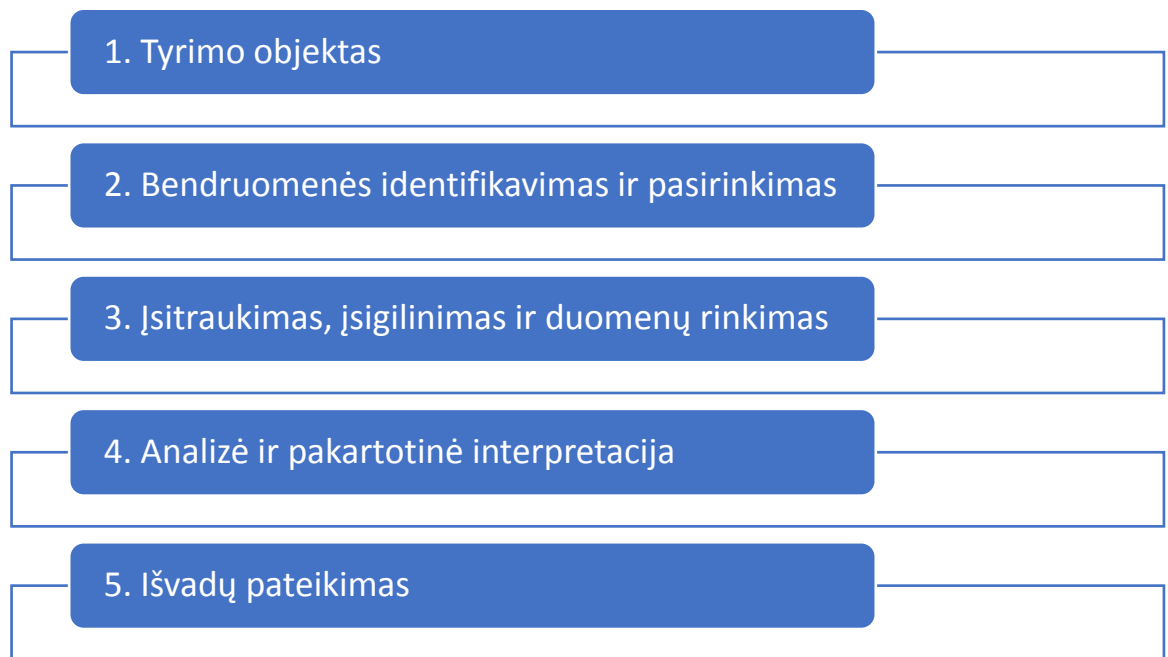 1. Tyrimo objektas
2. Bendruomenės identifikavimas ir pasirinkimas
3. Įsitraukimas, įsigilinimas ir duomenų rinkimas
4. Analizė ir pakartotinė interpretacija
5. Išvadų pateikimas